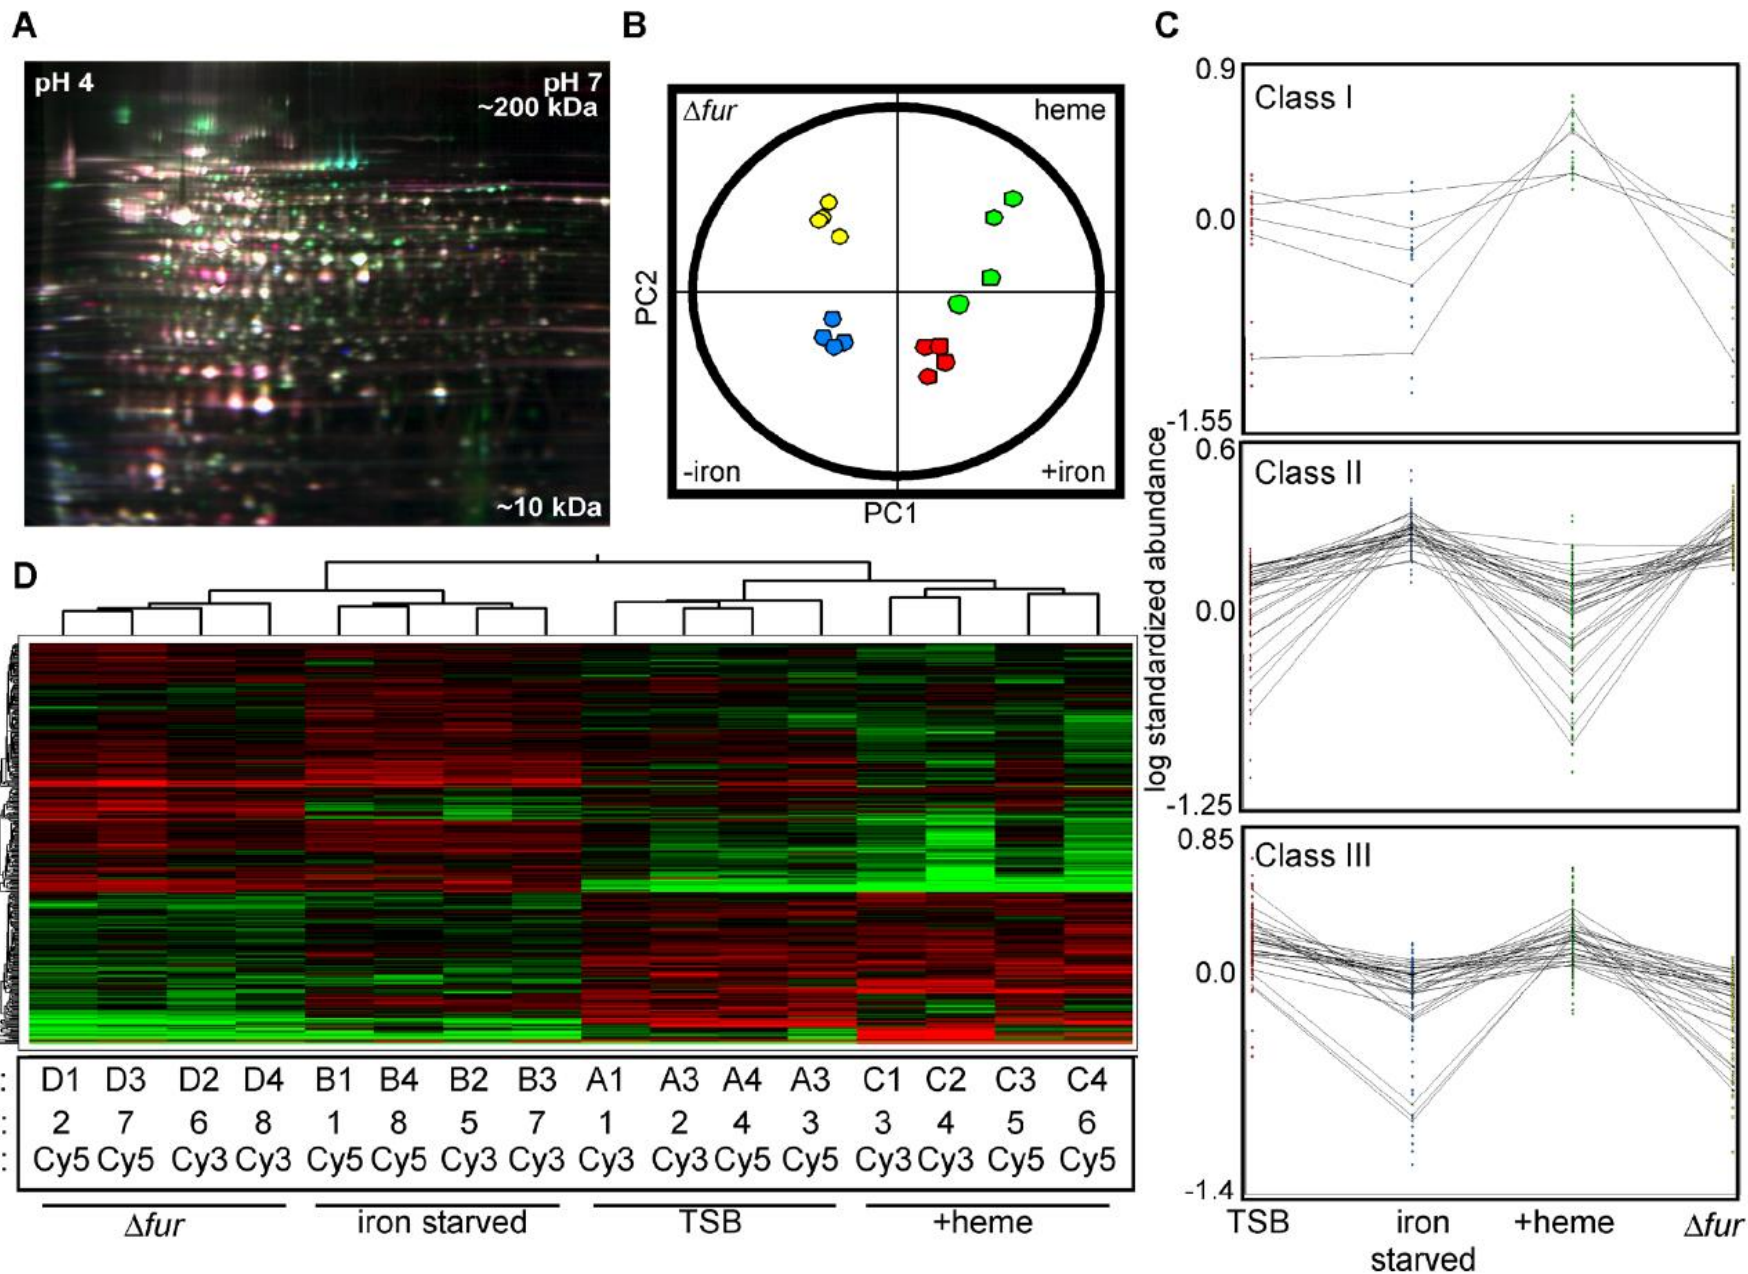 A
pH 4
pH 7
~200 kDa
~10 kDa
B
Δfur
heme
-iron
+iron
PC2
PC1
C
log standardized abundance
0.9
Class I
0.0
-1.55
0.6
Class II
0.0
-1.25
0.85
Class III
0.0
-1.4
TSB
iron starved
+heme
Δfur
D
: D1 D3 D2 D4 B1 B4 B2 B3 A1 A3 A4 A3 C1 C2 C3 C4
: 2 7 6 8 1 8 5 7 1 2 4 3 3 4 5 6
: Cy5 Cy5 Cy3 Cy3 Cy5 Cy5 Cy3 Cy3 Cy3 Cy3 Cy5 Cy5 Cy3 Cy3 Cy5 Cy5
Δfur
iron starved
TSB
+heme